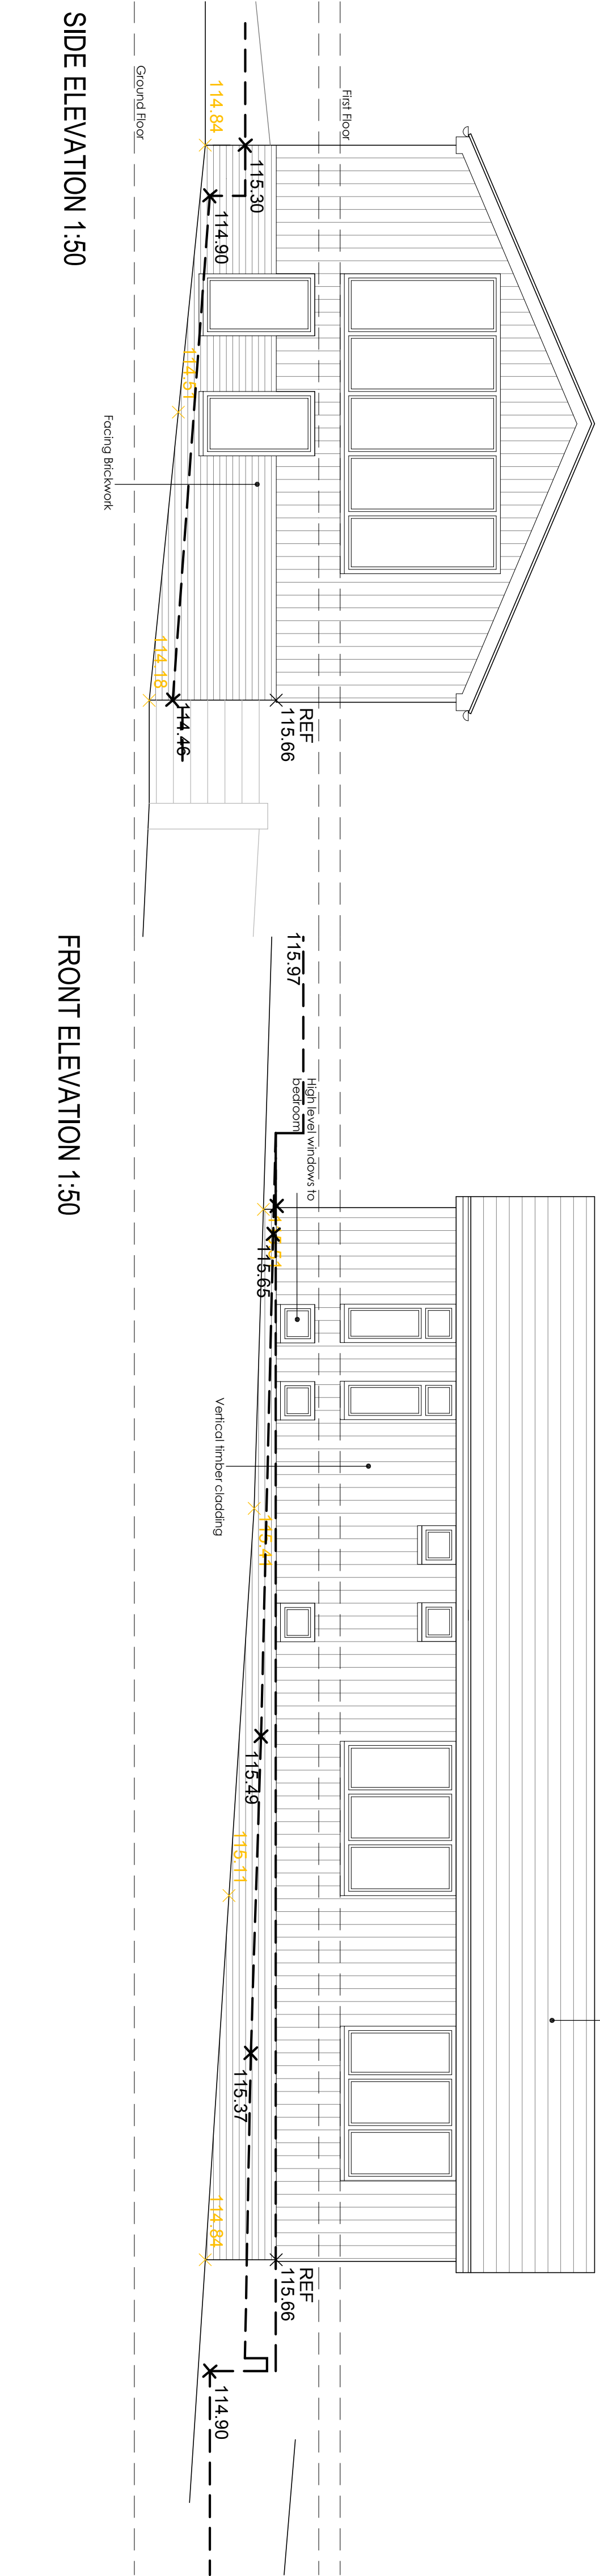 First Floor
Ground Floor
114.84
115.30
114.90
114.51
Facing Brickwork
114.18
114.46
REF
115.66
SIDE ELEVATION 1:50
115.97
High level windows to
bedroom
115.65
Vertical timber cladding
115.41
115.49
115.11
115.37
114.84
REF
115.66
114.90
FRONT ELEVATION 1:50